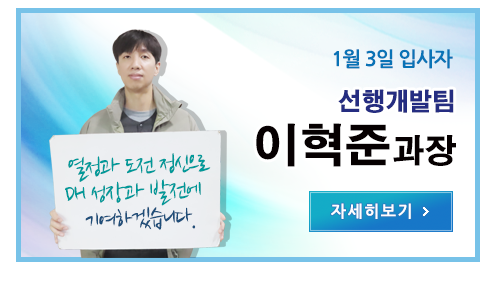 1월 3일 입사자
선행개발팀
이혁준과장
자세히보기 >
열정과 도전 정신으로
DH 성장과 발전에
기여하겠습니다.